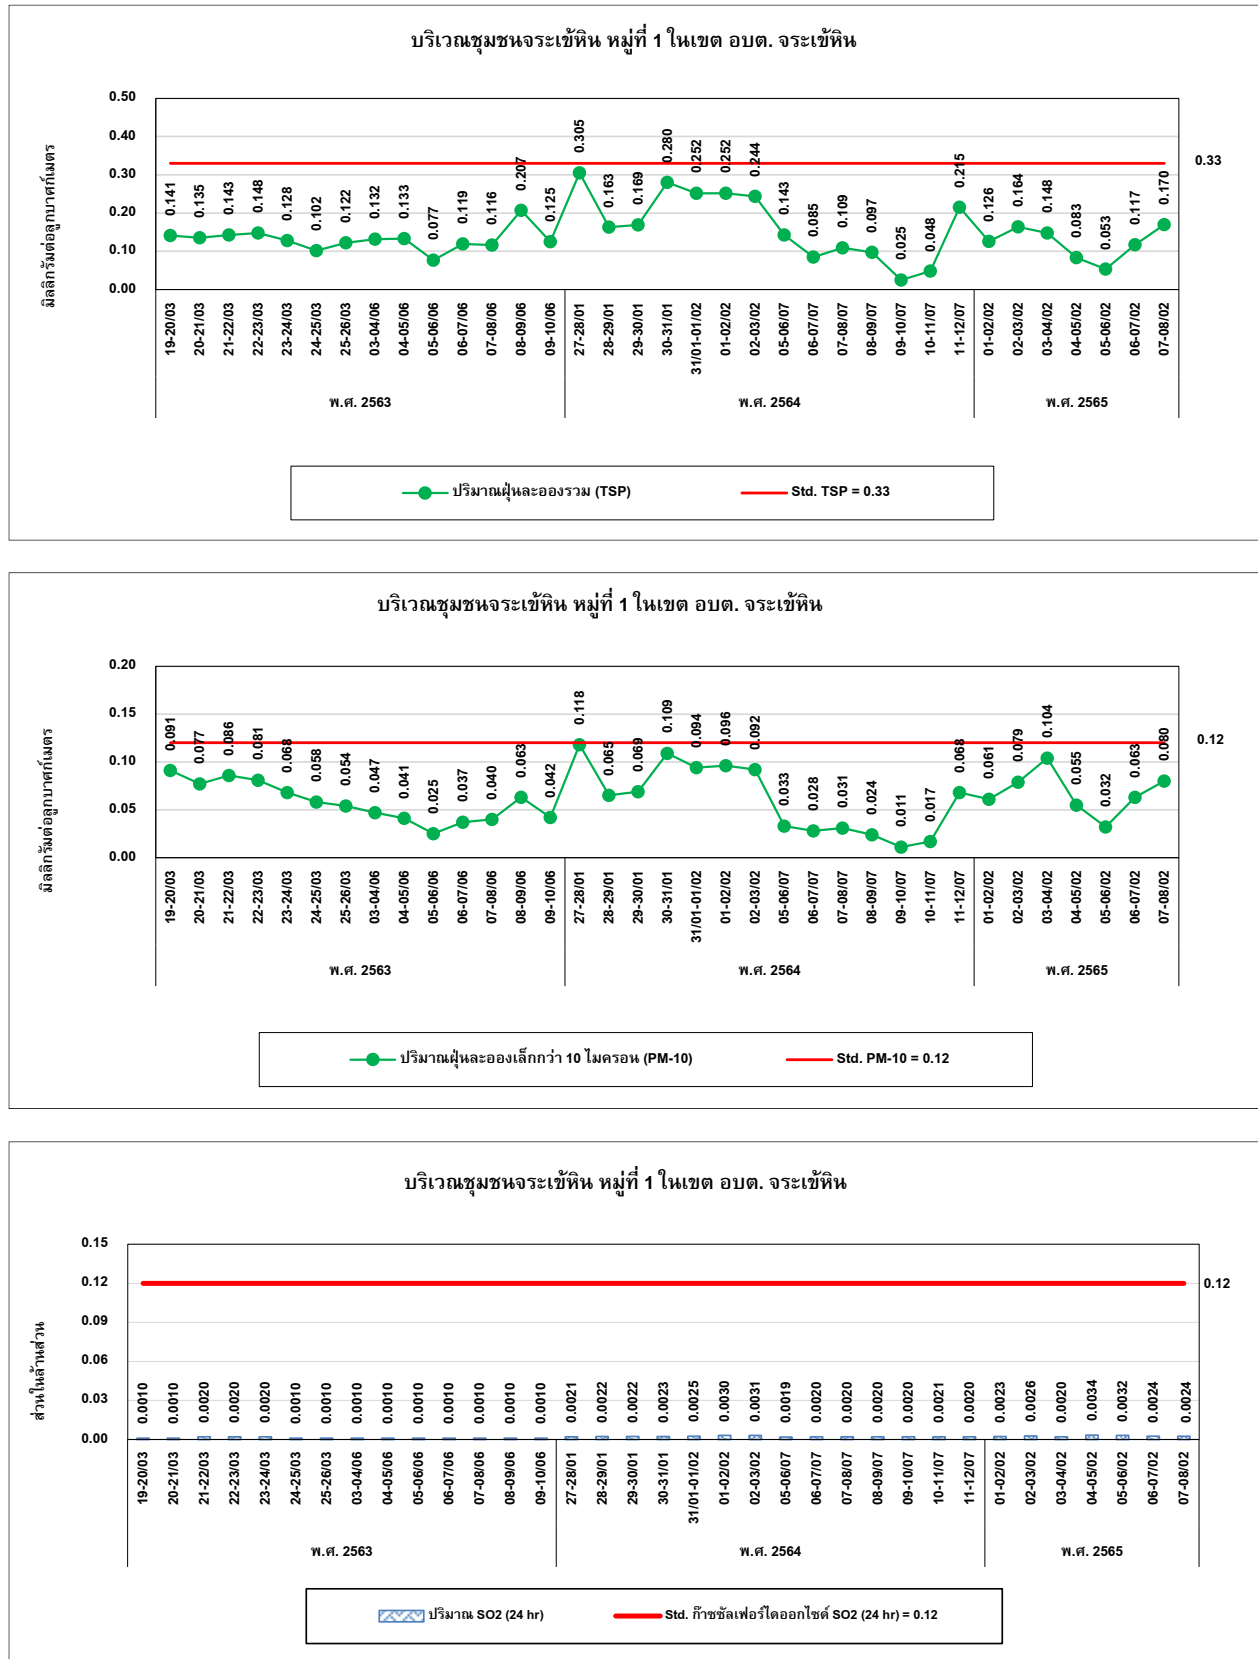 บริเวณชุมชนจระเข้หิน หมู่ที่ 1 ในเขต อบต. จระเข้หิน
มิลลิกรัมต่อลูกบาศก์เมตร
0.50
0.40
0.30
0.20
0.10
0.00
0.141 0.135 0.143 0.148 0.128 0.102 0.122 0.132 0.133 0.077 0.119 0.116 0.207 0.125 0.305 0.163 0.169 0.280 0.252 0.252 0.244 0.143 0.085 0.109 0.097 0.025 0.048 0.215 0.126 0.164 0.148 0.083 0.053 0.117 0.170
0.33
19-20/03 20-21/03 21-22/03 22-23/03 23-24/03 24-25/03 25-26/03 03-04/06 04-05/06 05-06/06 06-07/06 07-08/06 08-09/06 09-10/06 27-28/01 28-29/01 29-30/01 30-31/01 31/01-01/02 01-02/02 02-03/02 05-06/07 06-07/07 07-08/07 08-09/07 09-10/07 10-11/07 11-12/07 01-02/02 02-03/02 03-04/02 04-05/02 05-06/02 06-07/02 07-08/02
พ.ศ. 2563 พ.ศ. 2564 พ.ศ. 2565
ปริมาณฝุ่นละอองรวม (TSP) Std. TSP = 0.33
บริเวณชุมชนจระเข้หิน หมู่ที่ 1 ในเขต อบต. จระเข้หิน
มิลลิกรัมต่อลูกบาศก์เมตร
0.20
0.15
0.10
0.05
0.00
0.091 0.077 0.086 0.081 0.068 0.058 0.054 0.047 0.041 0.025 0.037 0.040 0.063 0.042 0.118 0.065 0.069 0.109 0.094 0.096 0.092 0.033 0.028 0.031 0.024 0.011 0.017 0.068 0.061 0.079 0.104 0.055 0.032 0.063 0.080
0.12
19-20/03 20-21/03 21-22/03 22-23/03 23-24/03 24-25/03 25-26/03 03-04/06 04-05/06 05-06/06 06-07/06 07-08/06 08-09/06 09-10/06 27-28/01 28-29/01 29-30/01 30-31/01 31/01-01/02 01-02/02 02-03/02 05-06/07 06-07/07 07-08/07 08-09/07 09-10/07 10-11/07 11-12/07 01-02/02 02-03/02 03-04/02 04-05/02 05-06/02 06-07/02 07-08/02
พ.ศ. 2563 พ.ศ. 2564 พ.ศ. 2565
ปริมาณฝุ่นละอองเล็กกว่า 10 ไมครอน (PM-10) Std. PM-10 = 0.12
บริเวณชุมชนจระเข้หิน หมู่ที่ 1 ในเขต อบต. จระเข้หิน
ส่วนในล้านส่วน
0.15
0.12
0.09
0.06
0.03
0.00
0.12
0.0010 0.0010 0.0020 0.0020 0.0020 0.0010 0.0010 0.0010 0.0010 0.0010 0.0010 0.0010 0.0010 0.0010 0.0021 0.0022 0.0022 0.0023 0.0025 0.0030 0.0031 0.0019 0.0020 0.0020 0.0020 0.0020 0.0021 0.0020 0.0023 0.0026 0.0020 0.0034 0.0032 0.0024 0.0024
19-20/03 20-21/03 21-22/03 22-23/03 23-24/03 24-25/03 25-26/03 03-04/06 04-05/06 05-06/06 06-07/06 07-08/06 08-09/06 09-10/06 27-28/01 28-29/01 29-30/01 30-31/01 31/01-01/02 01-02/02 02-03/02 05-06/07 06-07/07 07-08/07 08-09/07 09-10/07 10-11/07 11-12/07 01-02/02 02-03/02 03-04/02 04-05/02 05-06/02 06-07/02 07-08/02
พ.ศ. 2563 พ.ศ. 2564 พ.ศ. 2565
ปริมาณ SO2 (24 hr) Std. ก๊าซซัลเฟอร์ไดออกไซด์ SO2 (24 hr) = 0.12